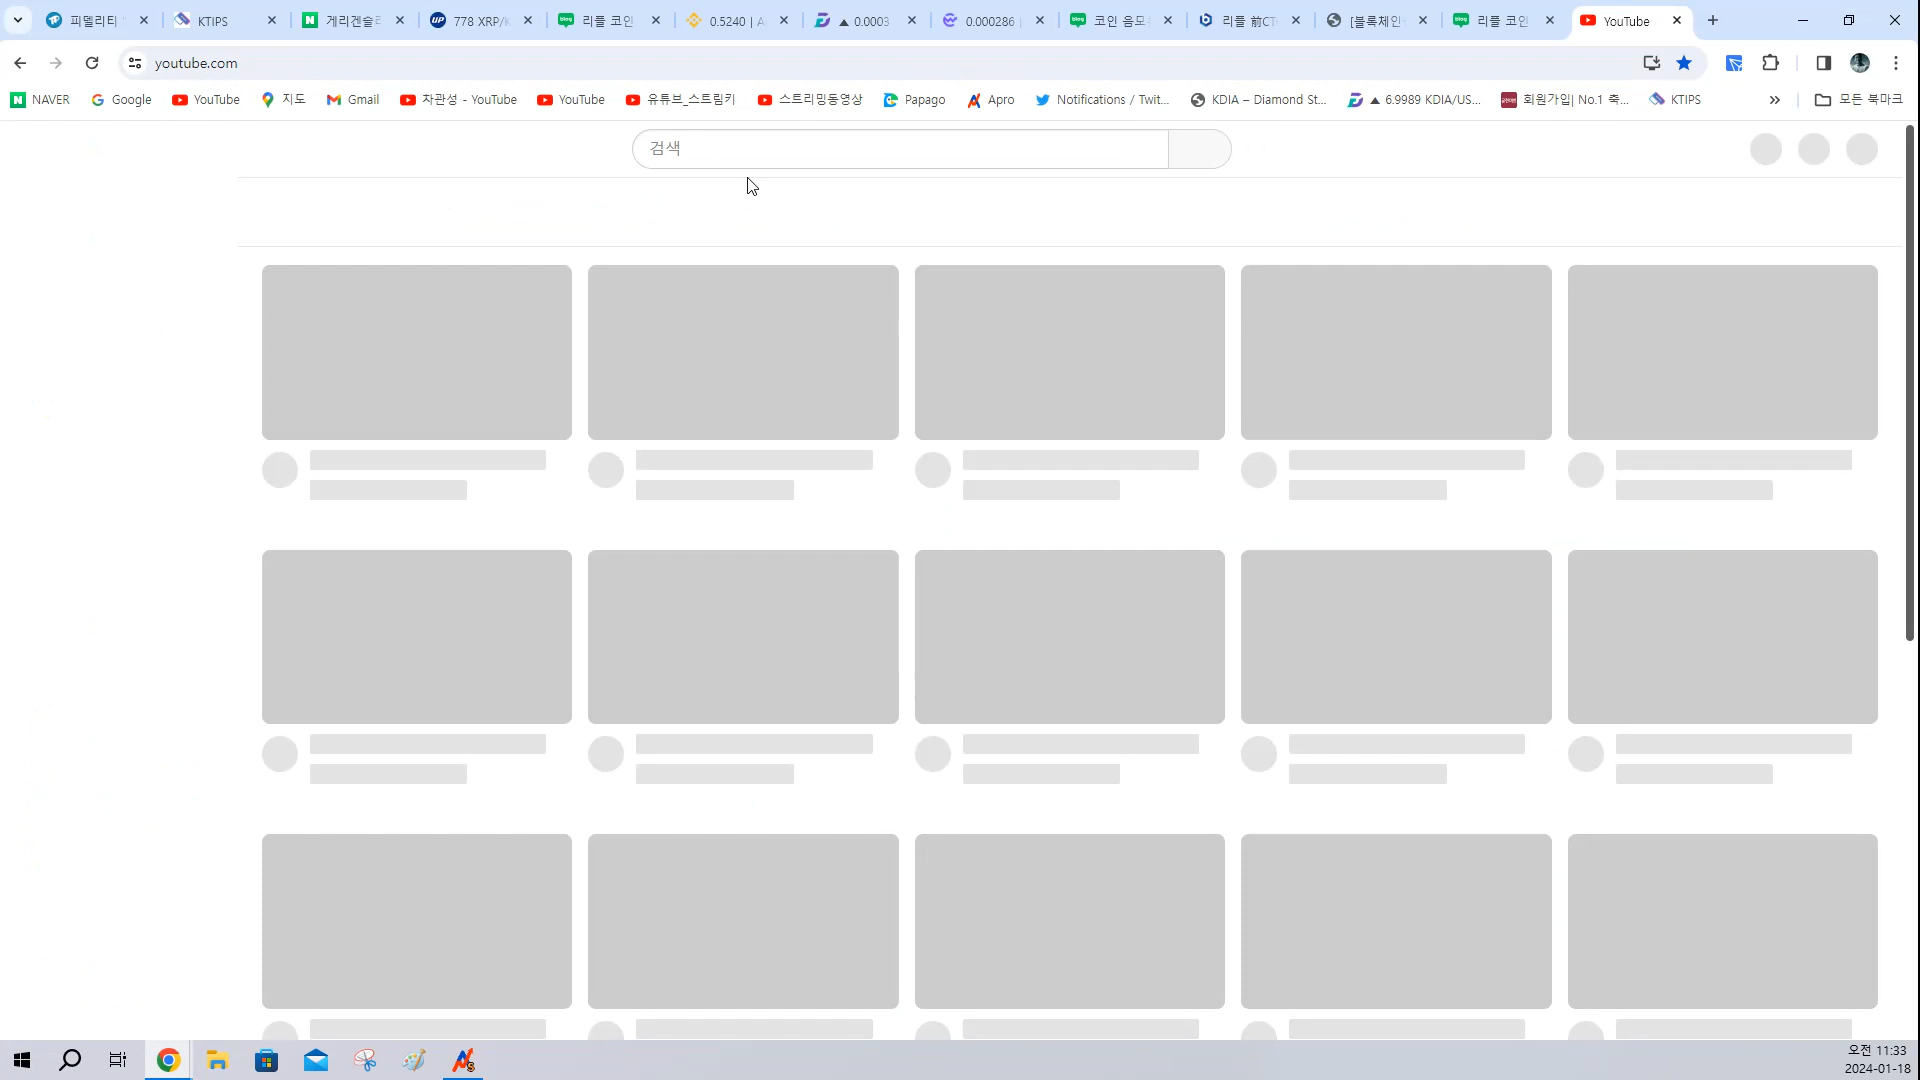 피델리티
KTIPS
게리겐슬
778 XRP/K
리플 코인
0.5240 | A
▲ 0.0003
0.000286 |
코인 음모
리플 前CT
[블록체인
리플 코인
YouTube
youtube.com
NAVER
Google
YouTube
지도
Gmail
차관성 - YouTube
YouTube
유튜브_스트림키
스트리밍동영상
Papago
Apro
Notifications / Twit...
KDIA – Diamond St...
▲ 6.9989 KDIA/US...
회원가입| No.1 축...
KTIPS
모든 북마크
검색
오전 11:33
2024-01-18